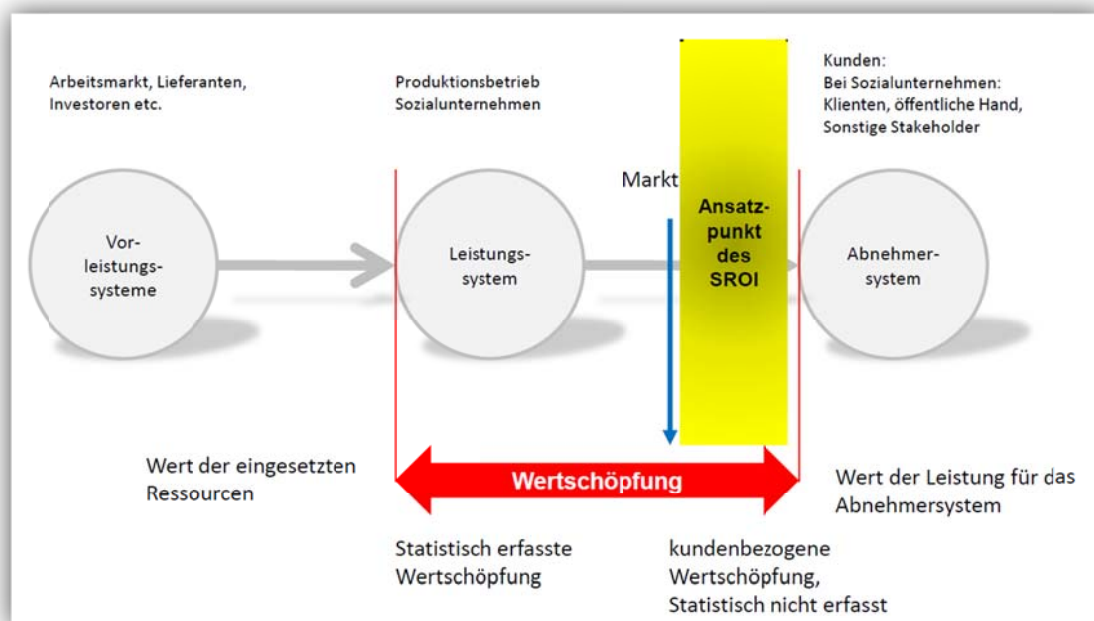 Arbeitsmarkt, Lieferanten,
Investoren etc.
Produktionsbetrieb
Sozialunternehmen
Kunden:
Bei Sozialunternehmen:
Klienten, öffentliche Hand,
Sonstige Stakeholder
Markt
Ansatz-
punkt
des
SROI
Vor-
leistungs-
systeme
Leistungs-
system
Abnehmer-
system
Wert der eingesetzten
Ressourcen
Wertschöpfung
Wert der Leistung für das
Abnehmersystem
Statistisch erfasste
Wertschöpfung
kundenbezogene
Wertschöpfung,
Statistisch nicht erfasst